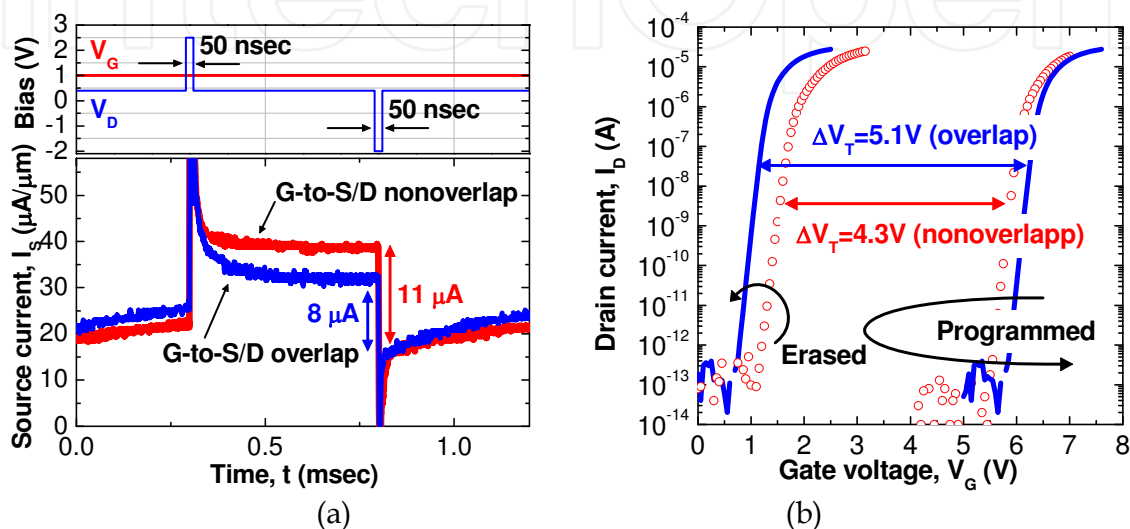 (a)
3
2
1
0
-1
-2
Bias (V)
V_G
V_D
50 nsec
50 nsec
50
40
30
20
10
0
Source current, I_S (μA/μm)
G-to-S/D nonoverlap
8 μA
11 μA
G-to-S/D overlap
0.0 0.5 1.0
Time, t (msec)
(a)
(b)
10^-4
10^-5
10^-6
10^-7
10^-8
10^-9
10^-10
10^-11
10^-12
10^-13
10^-14
Drain current, I_D (A)
ΔV_T=5.1V (overlap)
ΔV_T=4.3V (nonoverlapp)
Erased
Programmed
0 1 2 3 4 5 6 7 8
Gate voltage, V_G (V)
(b)